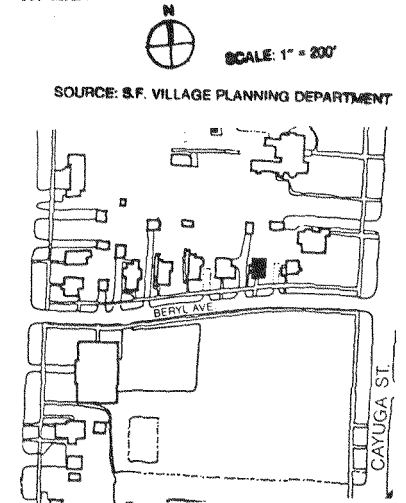 N
SCALE: 1" = 200'
SOURCE: S.F. VILLAGE PLANNING DEPARTMENT
BERYL AVE
CAYUGA ST.